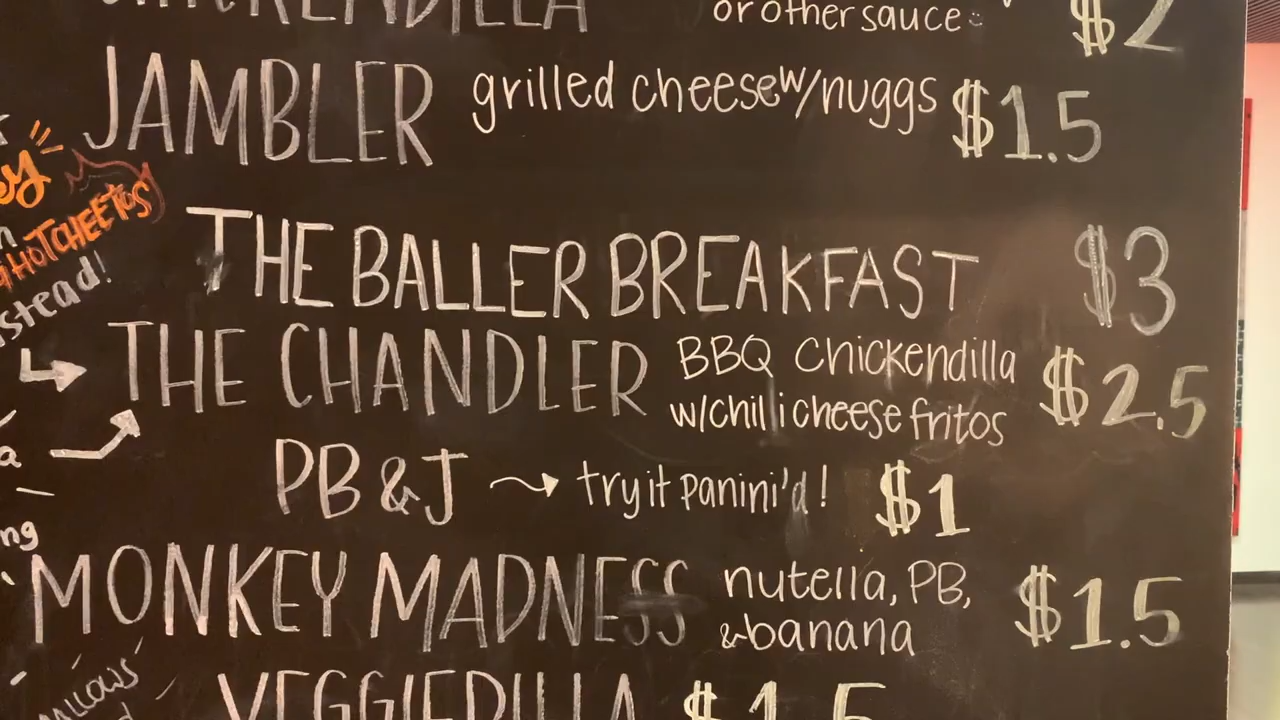 CHICKENDILLA or other sauce $2
JAMBLER grilled cheese w/nuggs $1.5
HOT CHEETOS
THE BALLER BREAKFAST $3
stead!
THE CHANDLER BBQ Chickendilla $2.5
w/chilli cheese fritos
PB & J try it panini'd! $1
MONKEY MADNESS nutella, PB, $1.5
& banana
VEGGIEDILLA $1.5